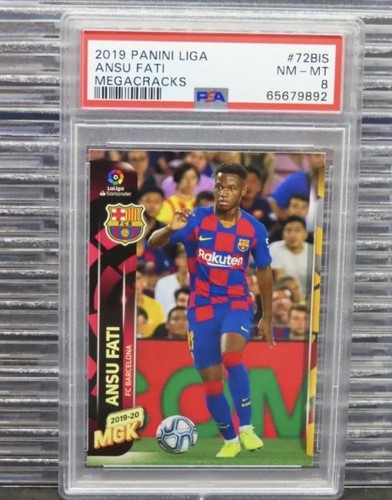 2019 PANINI LIGA #72BIS
ANSU FATI NM - MT
MEGACRACKS 8
PSA 65679892
LaLiga
Santander
FCB
Rakuten
ANSU FATI
FC BARCELONA
2019-20
MGK